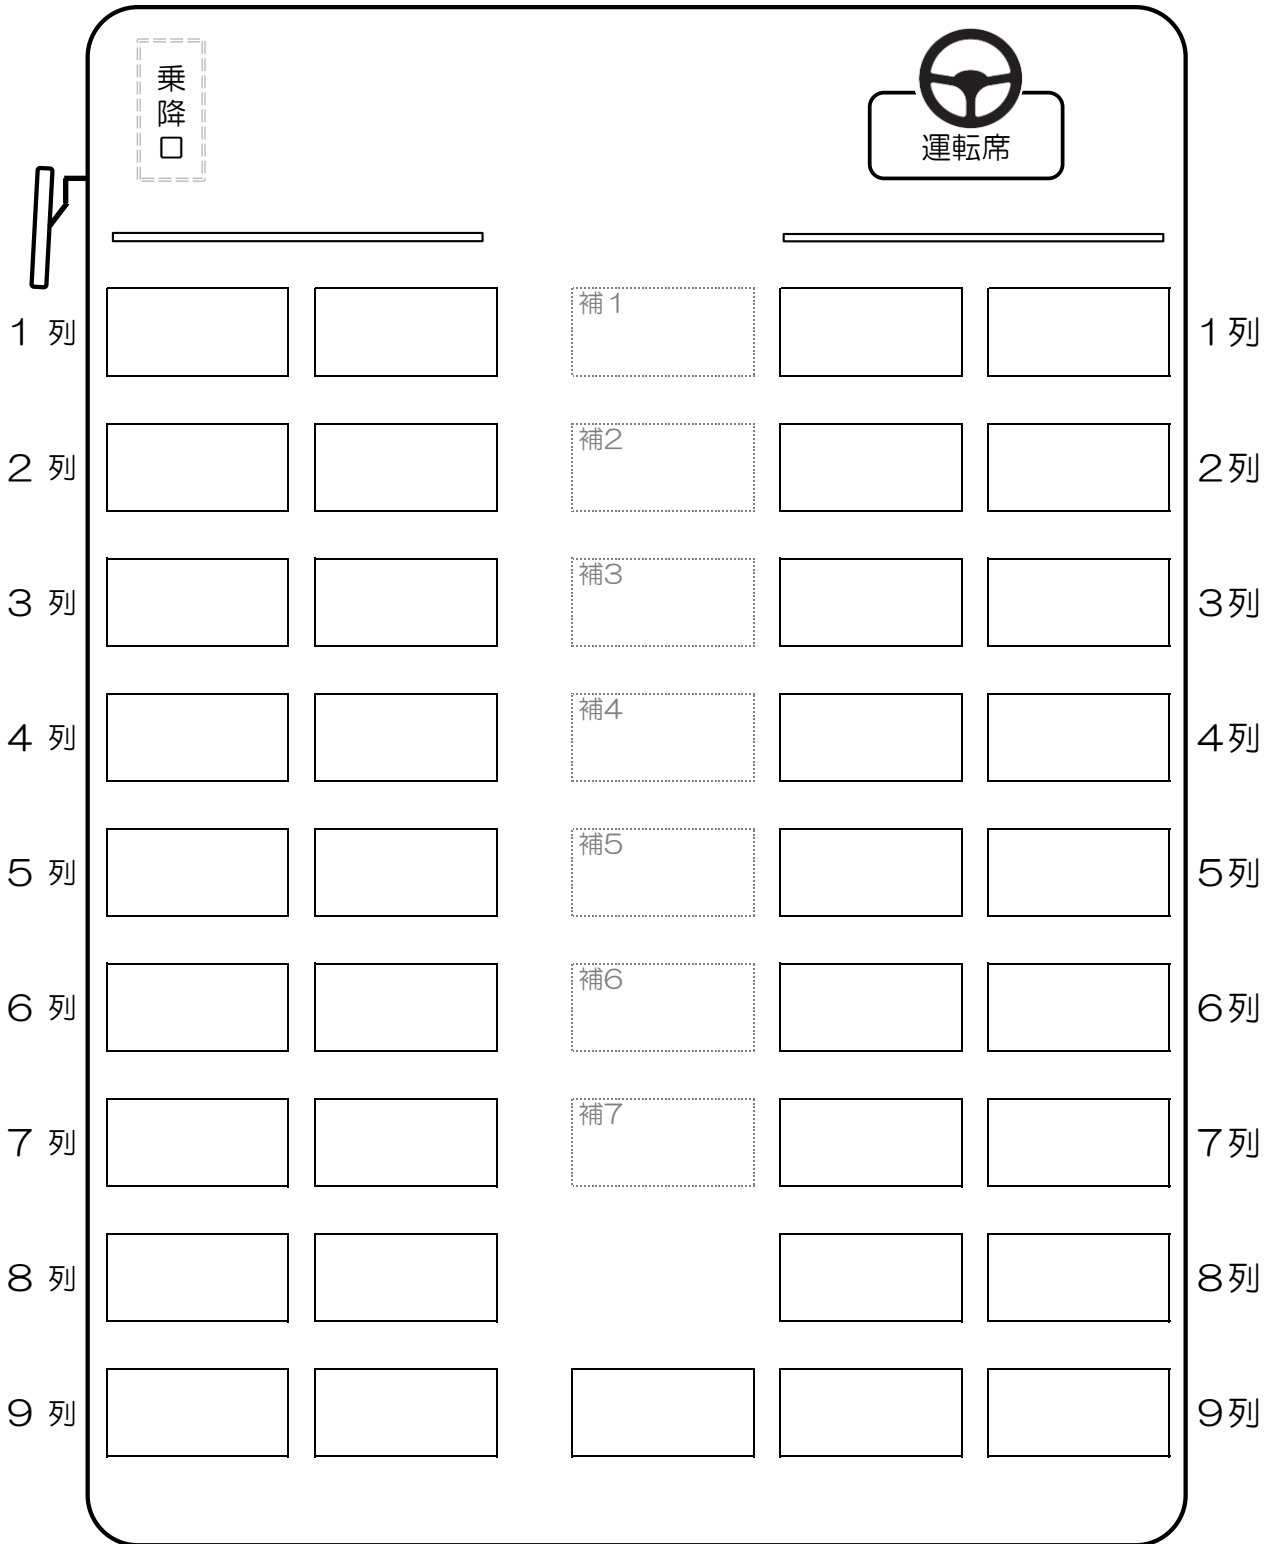 乗降口
運転席
1列 補1 1列
2列 補2 2列
3列 補3 3列
4列 補4 4列
5列 補5 5列
6列 補6 6列
7列 補7 7列
8列 8列
9列 9列